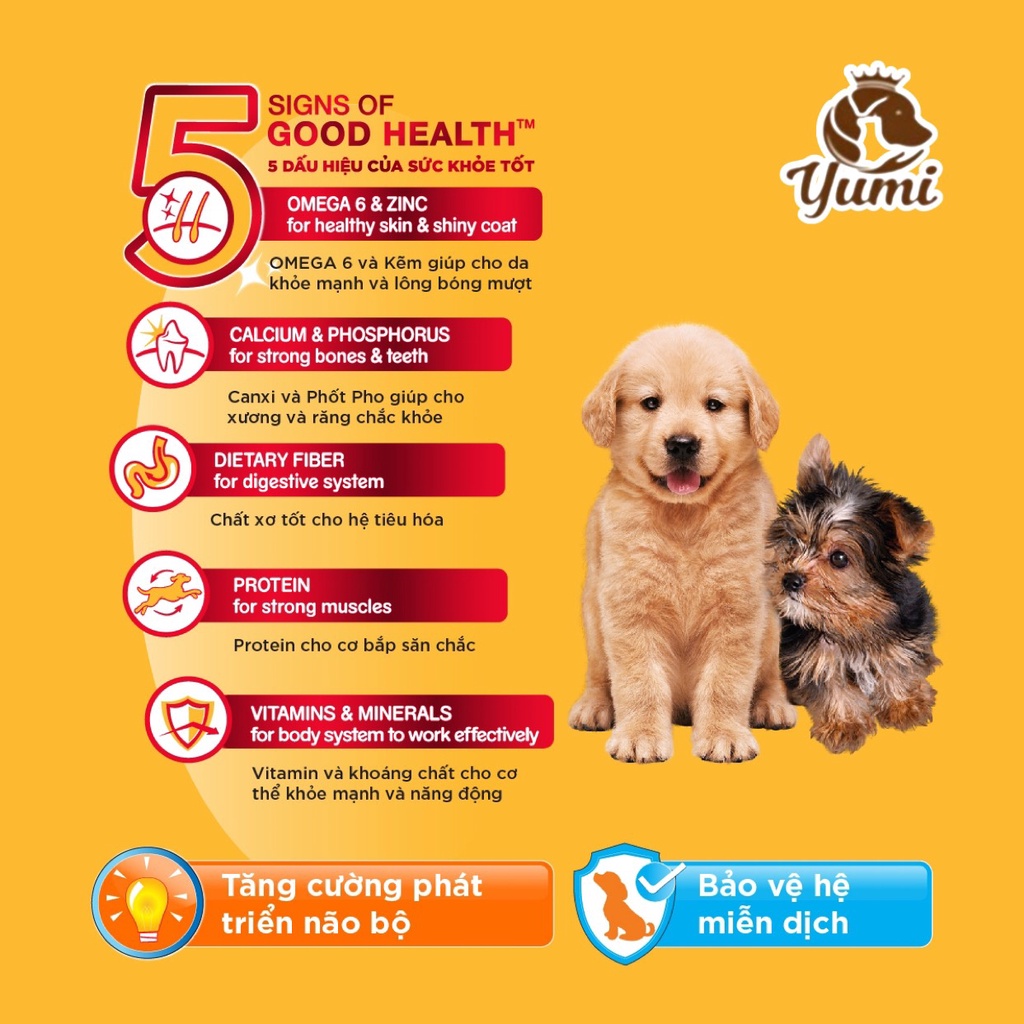 5 SIGNS OF
GOOD HEALTH™
5 DẤU HIỆU CỦA SỨC KHỎE TỐT
Yumi
OMEGA 6 & ZINC
for healthy skin & shiny coat
OMEGA 6 và Kẽm giúp cho da
khỏe mạnh và lông bóng mượt
CALCIUM & PHOSPHORUS
for strong bones & teeth
Canxi và Phốt Pho giúp cho
xương và răng chắc khỏe
DIETARY FIBER
for digestive system
Chất xơ tốt cho hệ tiêu hóa
PROTEIN
for strong muscles
Protein cho cơ bắp săn chắc
VITAMINS & MINERALS
for body system to work effectively
Vitamin và khoáng chất cho cơ
thể khỏe mạnh và năng động
Tăng cường phát
triển não bộ
Bảo vệ hệ
miễn dịch